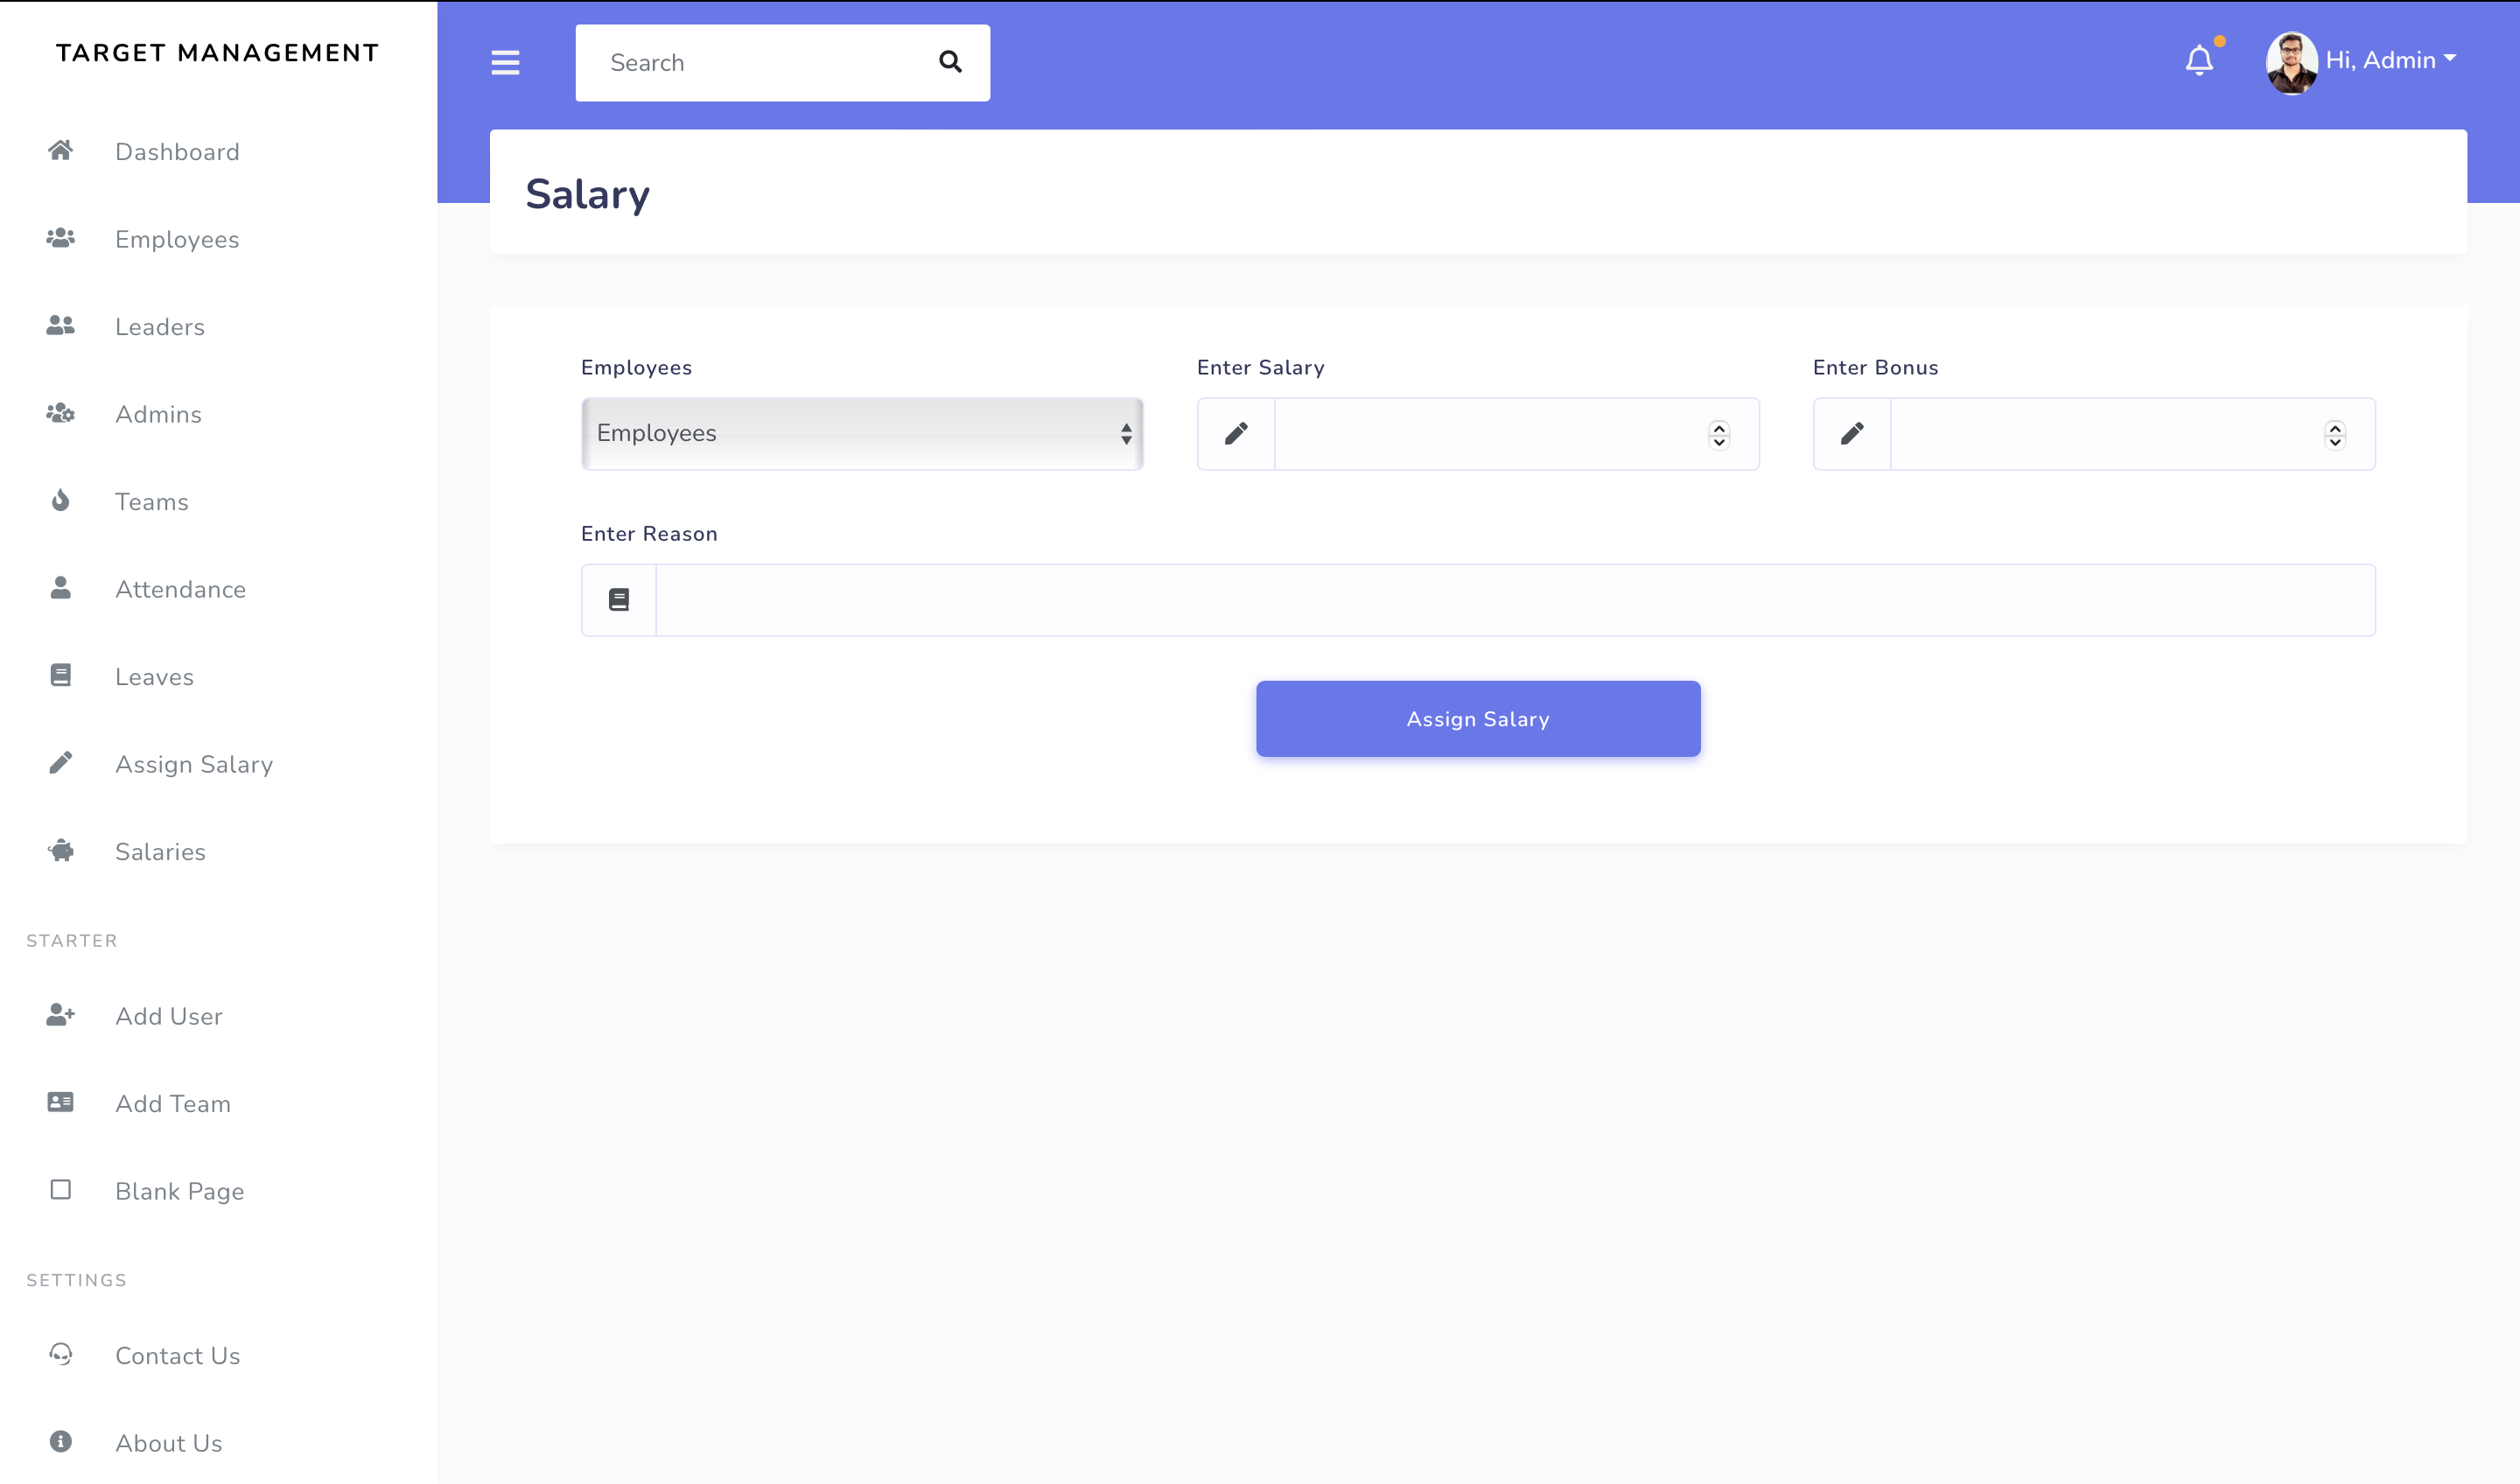 TARGET MANAGEMENT
Search
Hi, Admin
Dashboard
Employees
Leaders
Admins
Teams
Attendance
Leaves
Assign Salary
Salaries
STARTER
Add User
Add Team
Blank Page
SETTINGS
Contact Us
About Us
Salary
Employees
Enter Salary
Enter Bonus
Employees
Enter Reason
Assign Salary